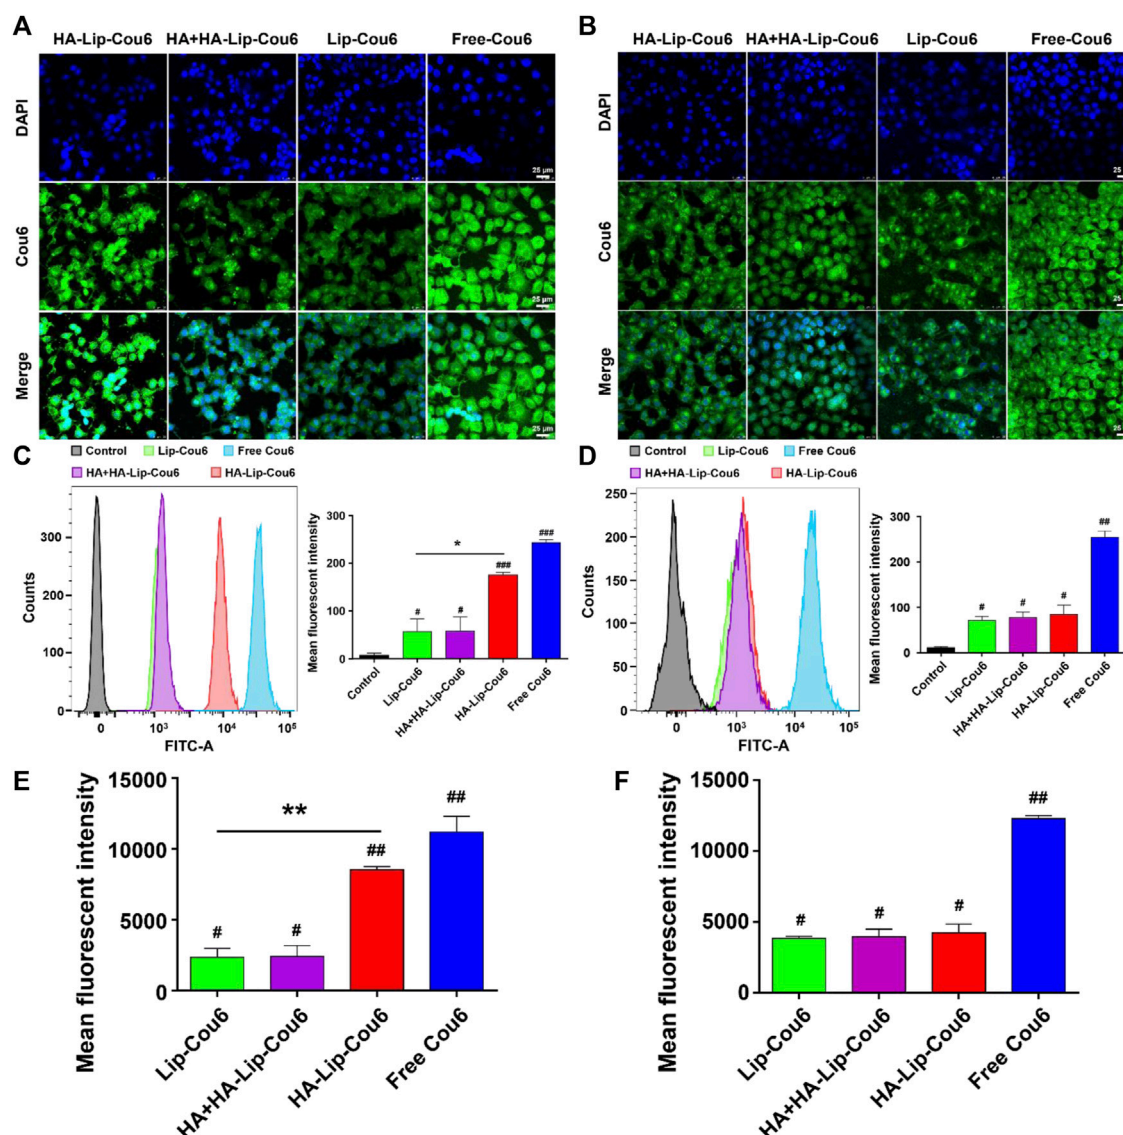 A
HA-Lip-Cou6 HA+HA-Lip-Cou6 Lip-Cou6 Free-Cou6
DAPI
25 µm
Cou6
25 µm
Merge
25 µm
B
HA-Lip-Cou6 HA+HA-Lip-Cou6 Lip-Cou6 Free-Cou6
DAPI
25
Cou6
25
Merge
25
C
Control Lip-Cou6 Free Cou6
HA+HA-Lip-Cou6 HA-Lip-Cou6
Counts
300
200
100
0
0 10³ 10⁴ 10⁵
FITC-A
Mean fluorescent intensity
300
200
100
0
*
# # ### ###
Control Lip-Cou6 HA+HA-Lip-Cou6 HA-Lip-Cou6 Free Cou6
D
Control Lip-Cou6 Free Cou6
HA+HA-Lip-Cou6 HA-Lip-Cou6
Counts
250
200
150
100
50
0
0 10³ 10⁴ 10⁵
FITC-A
Mean fluorescent intensity
300
200
100
0
# # # ##
Control Lip-Cou6 HA+HA-Lip-Cou6 HA-Lip-Cou6 Free Cou6
E
Mean fluorescent intensity
15000
10000
5000
0
**
# # ## ##
Lip-Cou6 HA+HA-Lip-Cou6 HA-Lip-Cou6 Free Cou6
F
Mean fluorescent intensity
15000
10000
5000
0
# # # ##
Lip-Cou6 HA+HA-Lip-Cou6 HA-Lip-Cou6 Free Cou6